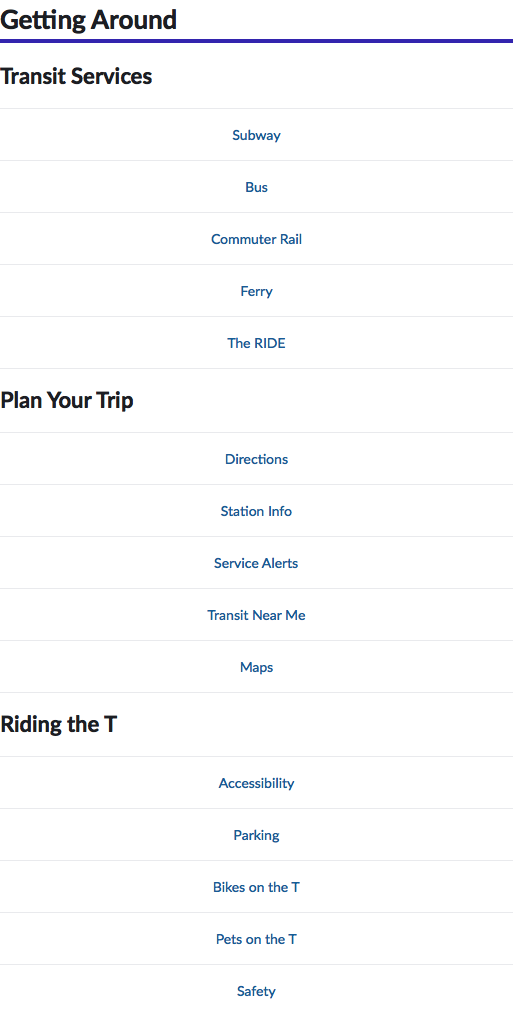 Getting Around
Transit Services
Subway
Bus
Commuter Rail
Ferry
The RIDE
Plan Your Trip
Directions
Station Info
Service Alerts
Transit Near Me
Maps
Riding the T
Accessibility
Parking
Bikes on the T
Pets on the T
Safety